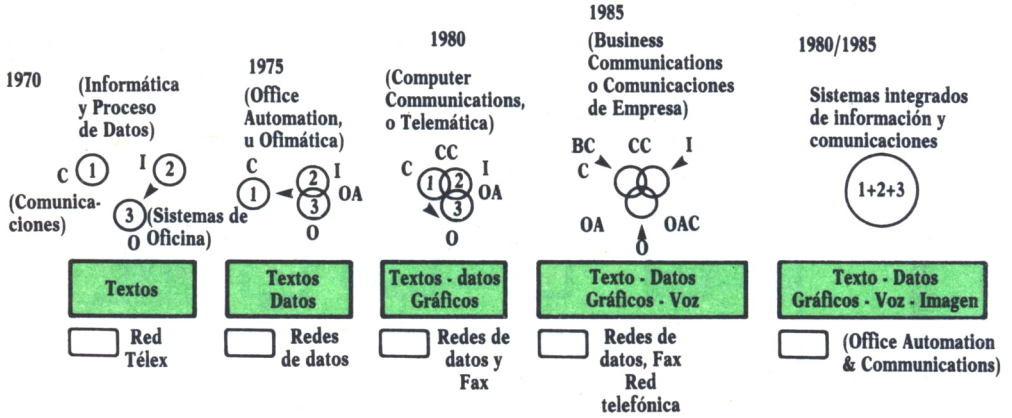 1970
(Informática
y Proceso
de Datos)
C 1
I 2
(Comunica-
ciones)
3
(Sistemas de
O Oficina)
Textos
Red
Télex
1975
(Office
Automation,
u Ofimática)
C
1
2
I
3
OA
O
Textos
Datos
Redes
de datos
1980
(Computer
Communications,
o Telemática)
CC
C
1
2
I
OA
3
O
Textos - datos
Gráficos
Redes de
datos y
Fax
1985
(Business
Communications
o Comunicaciones
de Empresa)
BC
CC
I
C
OA
OAC
O
Texto - Datos
Gráficos - Voz
Redes de
datos, Fax
Red
telefónica
1980/1985
Sistemas integrados
de información y
comunicaciones
1+2+3
Texto - Datos
Gráficos - Voz - Imagen
(Office Automation
& Communications)